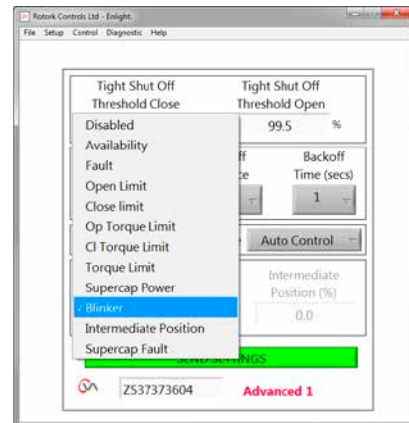 Rotork Controls Ltd - Enlight.
File Setup Control Diagnostic Help
Tight Shut Off Threshold Close
Tight Shut Off Threshold Open
99.5 %
Disabled
Availability
Fault
Open Limit
Close limit
Op Torque Limit
Cl Torque Limit
Torque Limit
Supercap Power
✓ Blinker
Intermediate Position
Supercap Fault
Backoff
Time (secs)
1
Auto Control
Intermediate
Position (%)
0.0
SEND SETTINGS
Z537373604
Advanced 1